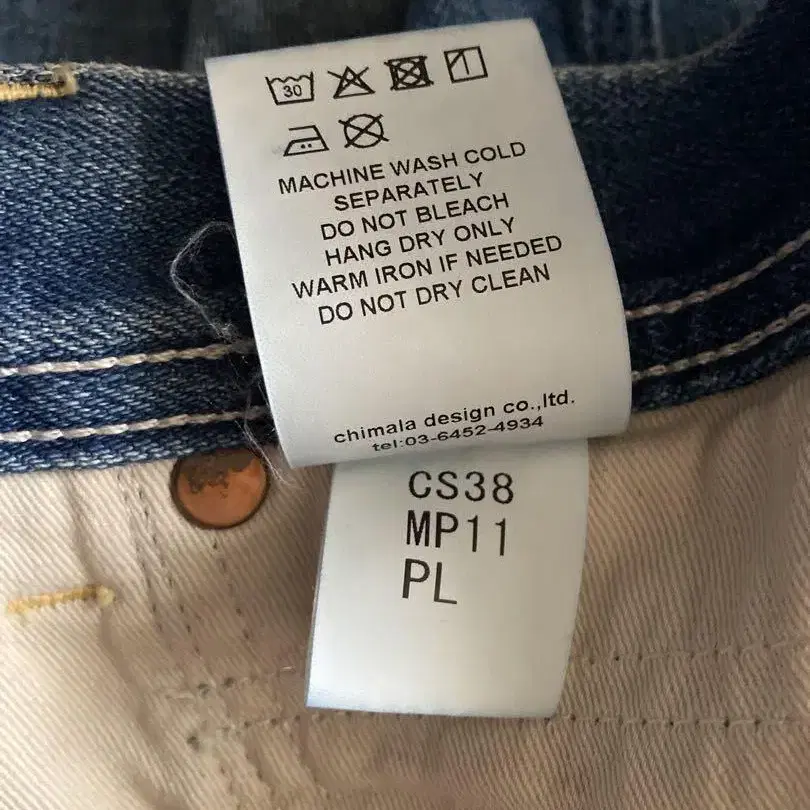 30
MACHINE WASH COLD
SEPARATELY
DO NOT BLEACH
HANG DRY ONLY
WARM IRON IF NEEDED
DO NOT DRY CLEAN
chimala design co.,ltd.
tel:03-6452-4934
CS38
MP11
PL